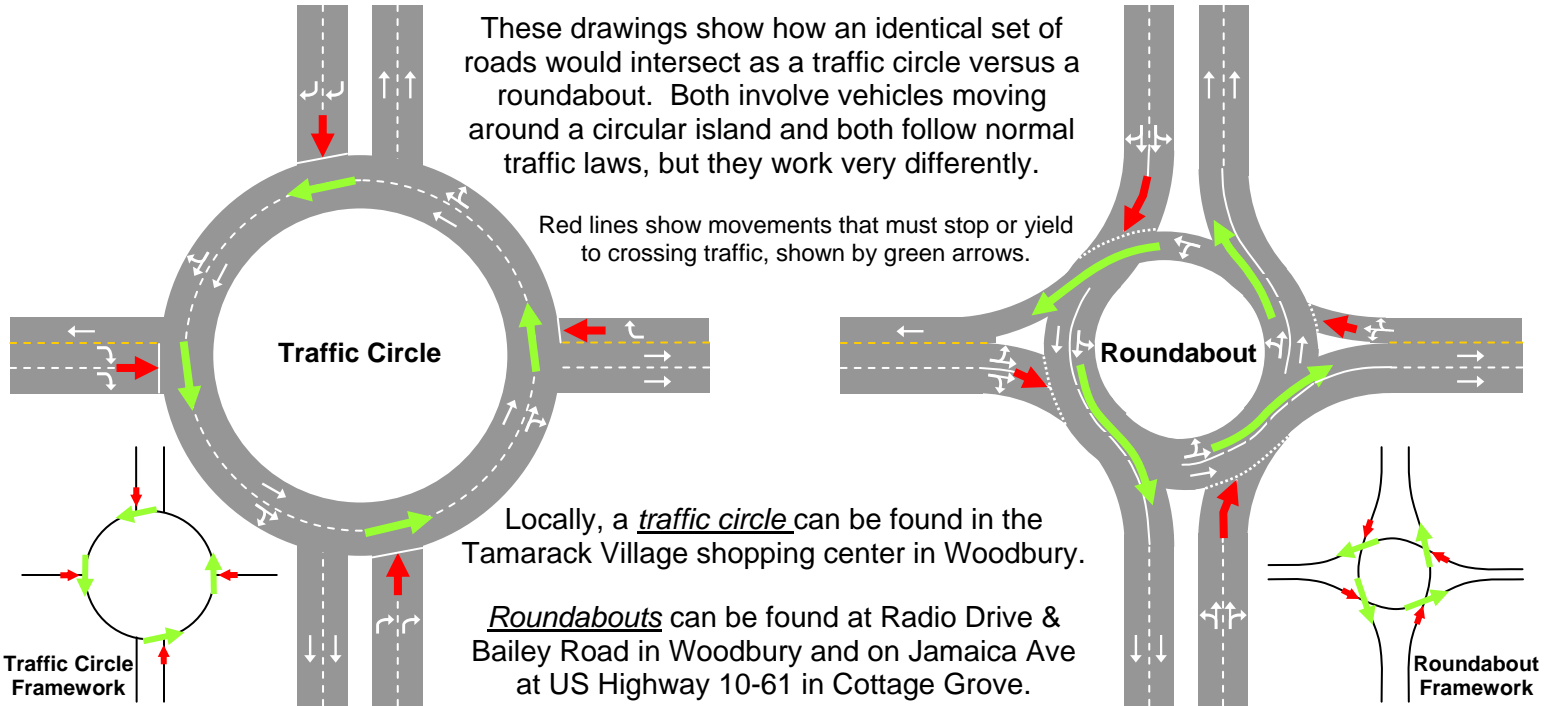 These drawings show how an identical set of
roads would intersect as a traffic circle versus a
roundabout. Both involve vehicles moving
around a circular island and both follow normal
traffic laws, but they work very differently.
Red lines show movements that must stop or yield
to crossing traffic, shown by green arrows.
Traffic Circle
Roundabout
Locally, a traffic circle can be found in the
Tamarack Village shopping center in Woodbury.
Roundabouts can be found at Radio Drive &
Bailey Road in Woodbury and on Jamaica Ave
at US Highway 10-61 in Cottage Grove.
Traffic Circle
Framework
Roundabout
Framework